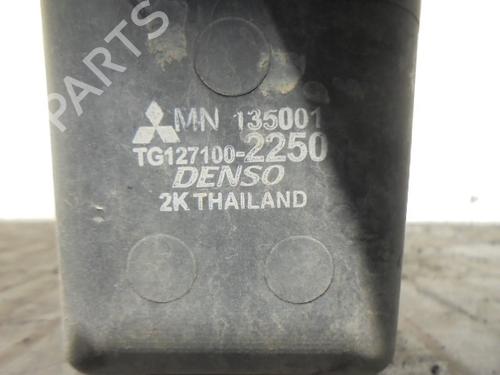 PARTS
MN 135001
TG127100-2250
DENSO
2K THAILAND